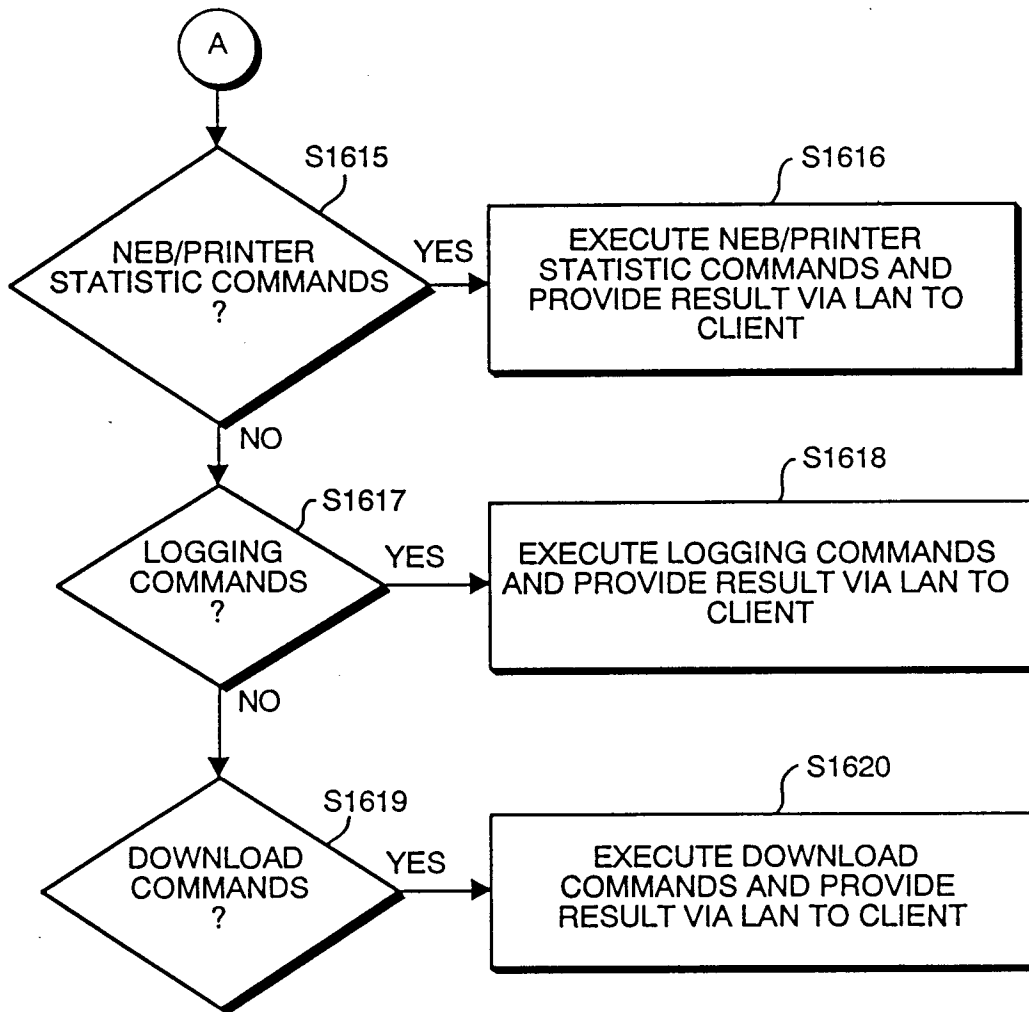 A
S1615
NEB/PRINTER
STATISTIC COMMANDS
?
YES
S1616
EXECUTE NEB/PRINTER
STATISTIC COMMANDS AND
PROVIDE RESULT VIA LAN TO
CLIENT
NO
S1617
LOGGING
COMMANDS
?
YES
S1618
EXECUTE LOGGING COMMANDS
AND PROVIDE RESULT VIA LAN TO
CLIENT
NO
S1619
DOWNLOAD
COMMANDS
?
YES
S1620
EXECUTE DOWNLOAD
COMMANDS AND PROVIDE
RESULT VIA LAN TO CLIENT